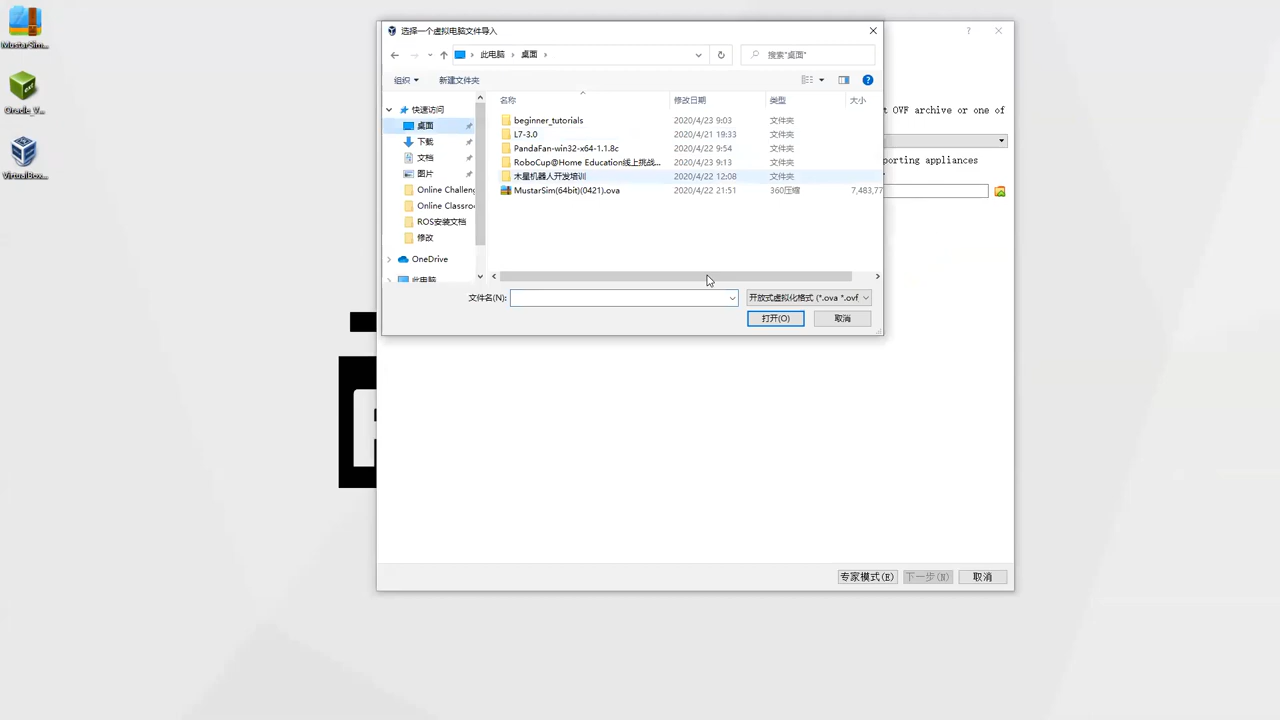 MustarSim...
Oracle_V...
VirtualBox...
选择一个虚拟电脑文件导入
此电脑 › 桌面 ›
搜索"桌面"
组织
新建文件夹
名称 修改日期 类型 大小
快速访问
桌面
下载
文档
图片
Online Challeng
Online Classro
ROS安装文档
修改
OneDrive
此电脑
beginner_tutorials 2020/4/23 9:03 文件夹
L7-3.0 2020/4/21 19:33 文件夹
PandaFan-win32-x64-1.1.8c 2020/4/22 9:54 文件夹
RoboCup@Home Education线上挑战... 2020/4/23 9:13 文件夹
木星机器人开发培训 2020/4/22 12:08 文件夹
MustarSim(64bit)(0421).ova 2020/4/22 21:51 360压缩 7,483,77
文件名(N):
开放式虚拟化格式 (*.ova *.ovf
打开(O)
取消
OVF archive or one of
porting appliances
专家模式(E)
下一步(N)
取消